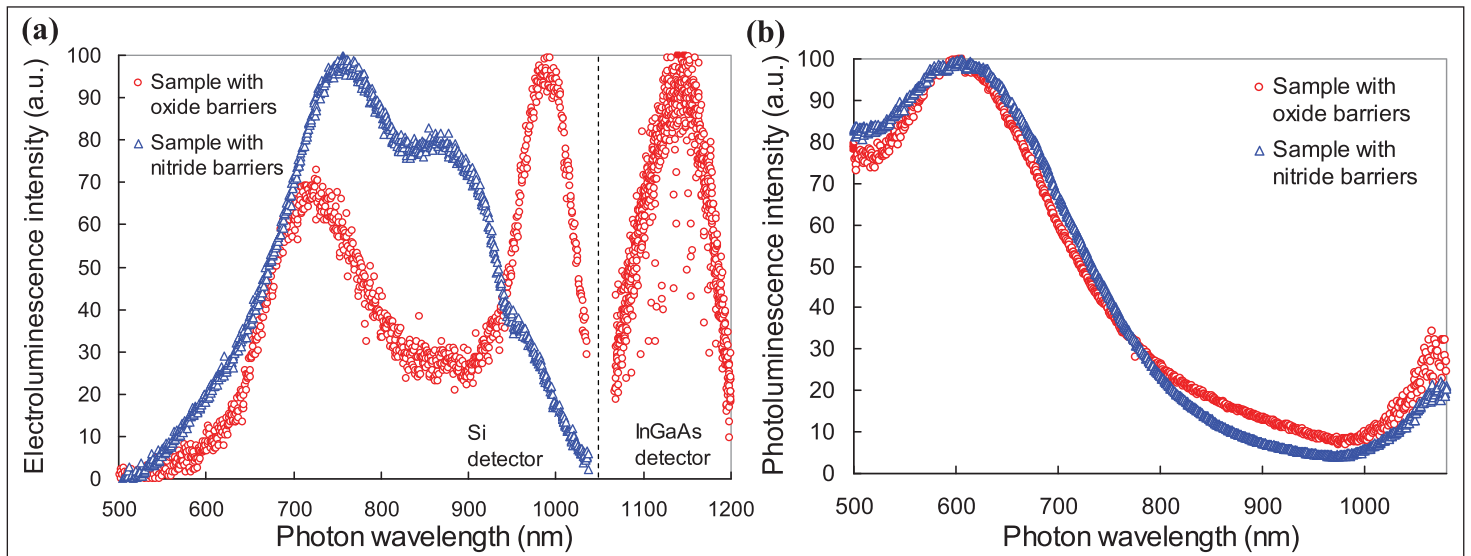 (a)
Electroluminescence intensity (a.u.)
100
90
80
70
60
50
40
30
20
10
0
Sample with
oxide barriers
Sample with
nitride barriers
Si
detector
InGaAs
detector
500 600 700 800 900 1000 1100 1200
Photon wavelength (nm)
(b)
Photoluminescence intensity (a.u.)
100
90
80
70
60
50
40
30
20
10
0
Sample with
oxide barriers
Sample with
nitride barriers
500 600 700 800 900 1000
Photon wavelength (nm)